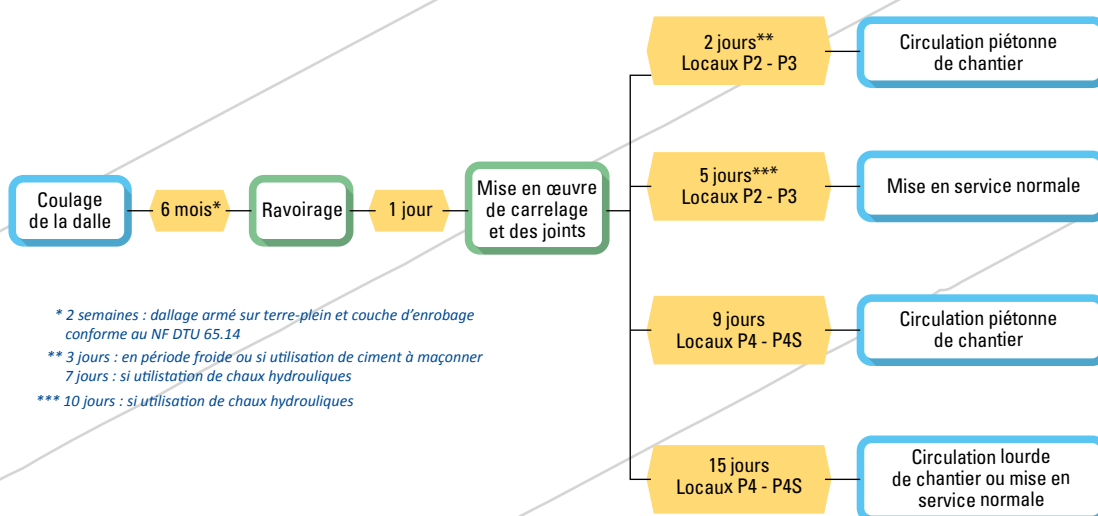 Coulage
de la dalle
6 mois*
Ravoirage
1 jour
Mise en œuvre
de carrelage
et des joints
2 jours**
Locaux P2 - P3
Circulation piétonne
de chantier
5 jours***
Locaux P2 - P3
Mise en service normale
9 jours
Locaux P4 - P4S
Circulation piétonne
de chantier
15 jours
Locaux P4 - P4S
Circulation lourde
de chantier ou mise en
service normale
* 2 semaines : dallage armé sur terre-plein et couche d'enrobage
conforme au NF DTU 65.14
** 3 jours : en période froide ou si utilisation de ciment à maçonner
7 jours : si utilistation de chaux hydrouliques
*** 10 jours : si utilisation de chaux hydrouliques